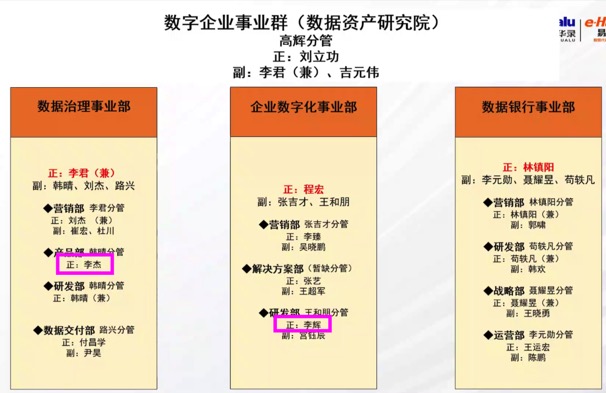 数字企业事业群（数据资产研究院）
高辉分管
正：刘立功
副：李君（兼）、吉元伟
alu
华录
UALU
e-H
易
数据治理事业部
正：李君（兼）
副：韩晴、刘杰、路兴
◆营销部 李君分管
正：刘杰 （兼）
副：崔宏、杜川
◆产品部 韩晴分管
正：李杰
◆研发部 韩晴分管
正：韩晴（兼）
◆数据交付部 路兴分管
正：付昌学
副：尹昊
企业数字化事业部
正：程宏
副：张吉才、王和朋
◆营销部 张吉才分管
正：李臻
副：吴晓鹏
◆解决方案部（暂缺分管）
正：张艺
副：王超军
◆研发部 王和朋分管
正：李辉
副：宫钰辰
数据银行事业部
正：林镇阳
副：李元勋、聂耀昱、荀轶凡
◆营销部 林镇阳分管
正：林镇阳（兼）
副：郭啸
◆研发部 荀轶凡分管
正：荀轶凡（兼）
副：韩欢
◆战略部 聂耀昱分管
正：聂耀昱（兼）
副：王晓勇
◆运营部 李元勋分管
正：王运宏
副：陈鹏